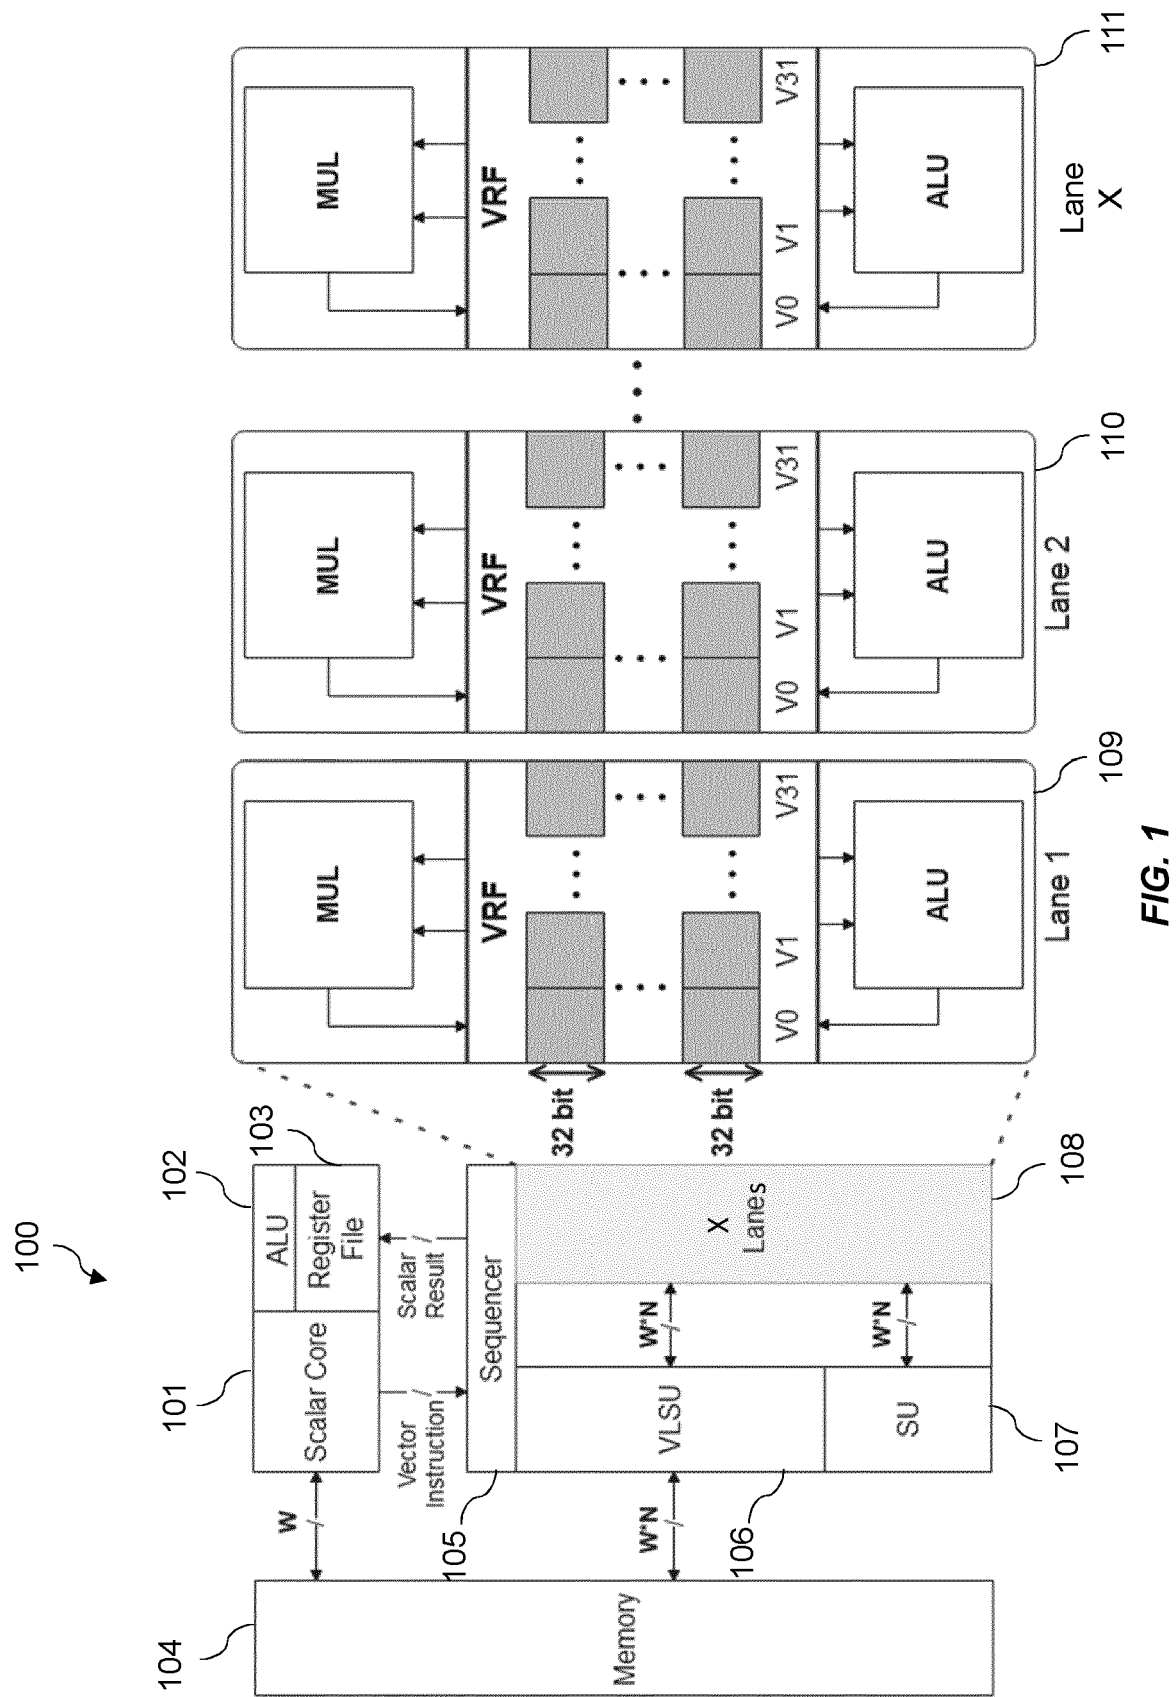 100
104
Memory
W
W*N
101
Scalar Core
102
ALU
103
Register
File
Vector
Instruction
Scalar
Result
105
Sequencer
106
VLSU
107
SU
W*N
W*N
108
X
Lanes
32 bit
32 bit
MUL
VRF
V0
V1
V31
ALU
Lane 1
109
MUL
VRF
V0
V1
V31
ALU
Lane 2
110
MUL
VRF
V0
V1
V31
ALU
Lane
X
111
FIG. 1